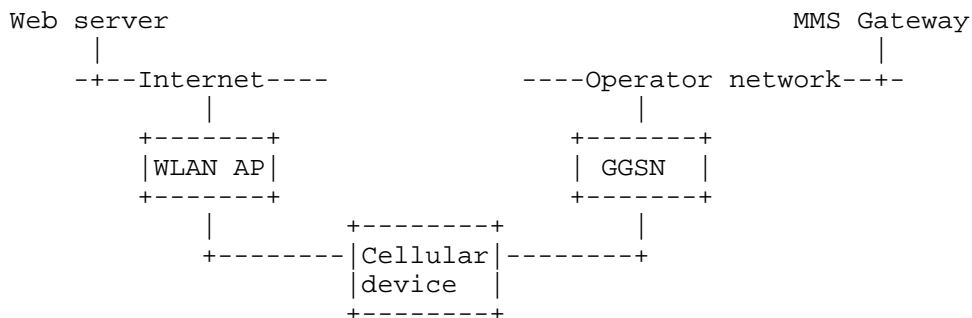 Web server MMS Gateway
Internet Operator network
WLAN AP GGSN
Cellular
device